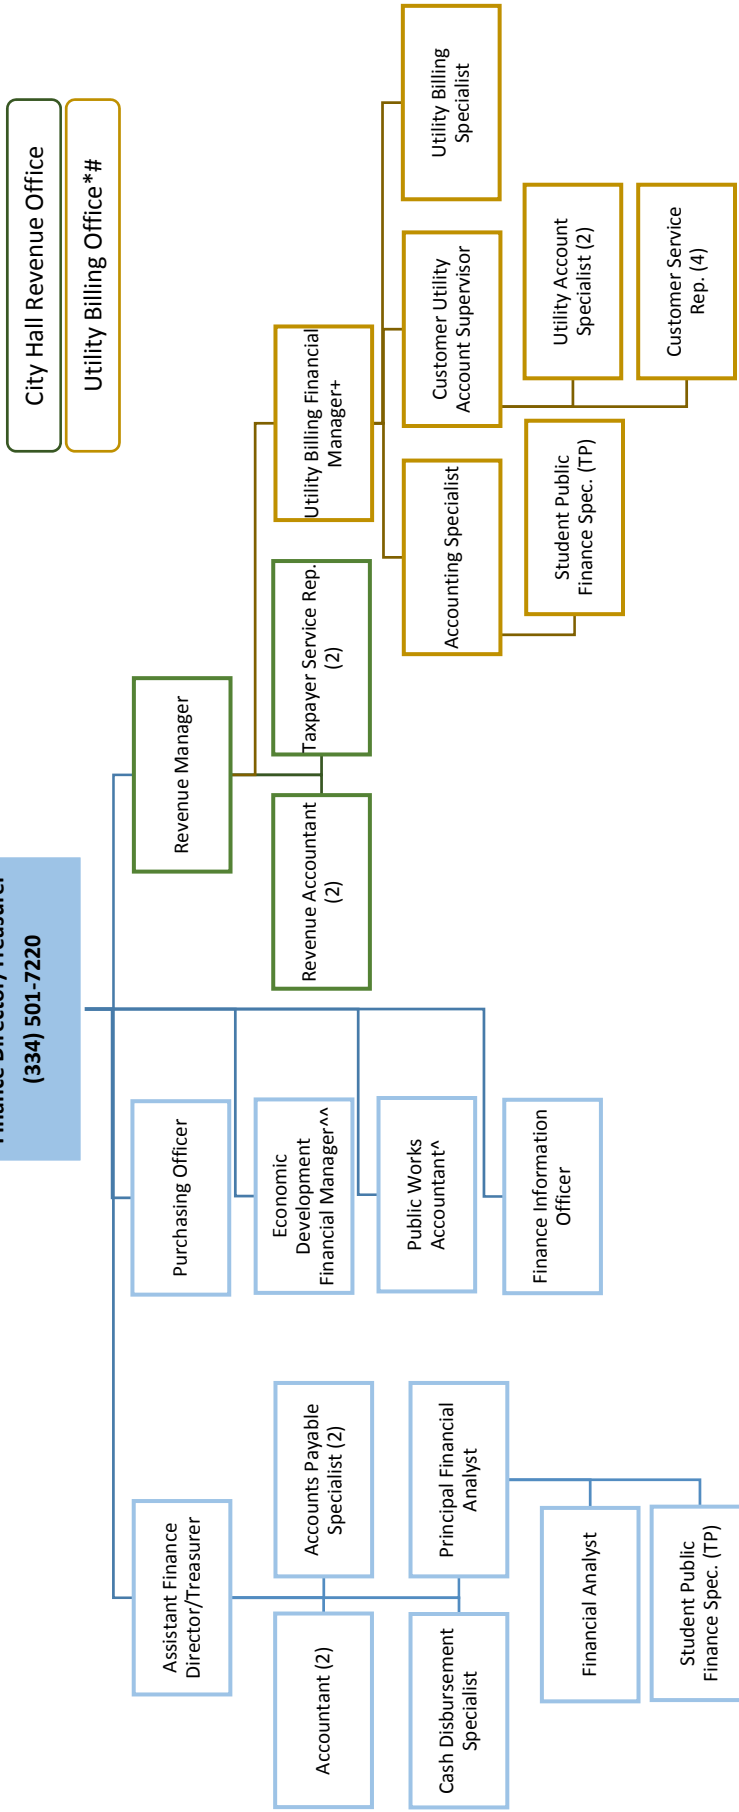 Finance Director/Treasurer
(334) 501-7220
City Hall Revenue Office
Utility Billing Office*#
Assistant Finance
Director/Treasurer
Accountant (2)
Accounts Payable
Specialist (2)
Cash Disbursement
Specialist
Principal Financial
Analyst
Financial Analyst
Student Public
Finance Spec. (TP)
Purchasing Officer
Economic
Development
Financial Manager^^
Public Works
Accountant^
Finance Information
Officer
Revenue Manager
Revenue Accountant
(2)
Taxpayer Service Rep.
(2)
Utility Billing Financial
Manager+
Accounting Specialist
Student Public
Finance Spec. (TP)
Customer Utility
Account Supervisor
Utility Account
Specialist (2)
Customer Service
Rep. (4)
Utility Billing
Specialist